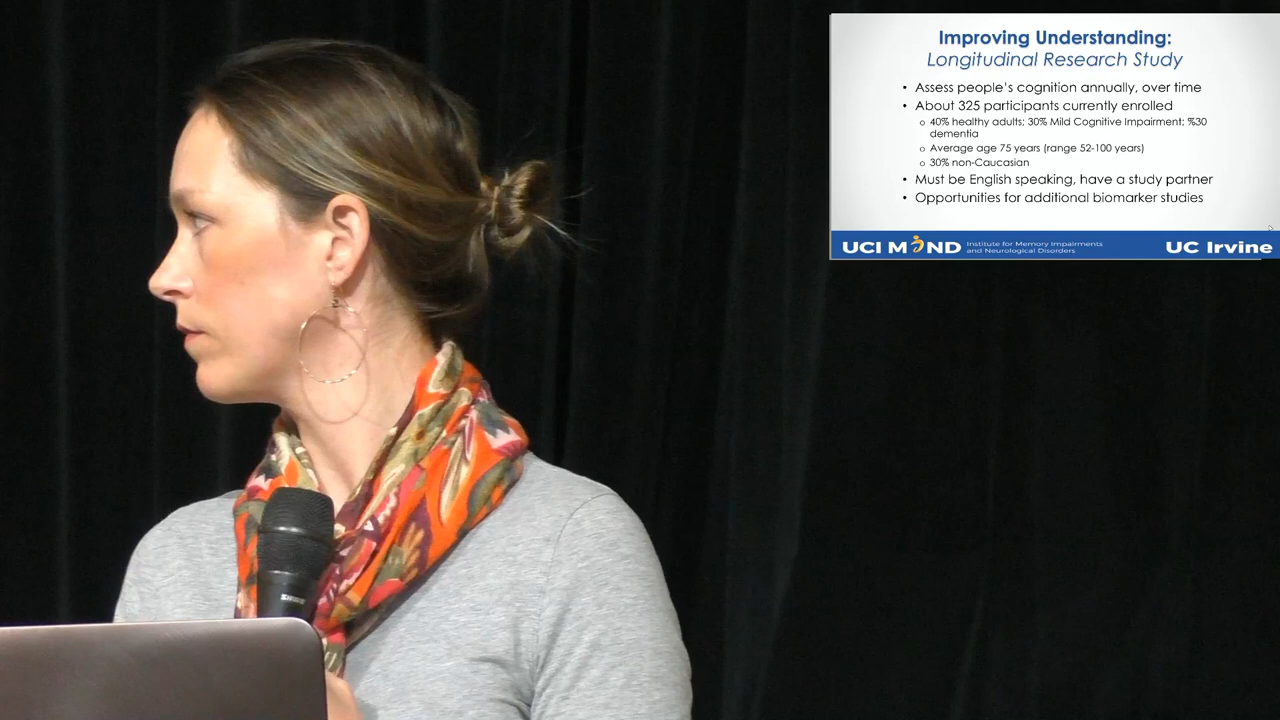 Improving Understanding:
Longitudinal Research Study
• Assess people's cognition annually, over time
• About 325 participants currently enrolled
o 40% healthy adults; 30% Mild Cognitive Impairment; %30
dementia
o Average age 75 years (range 52-100 years)
o 30% non-Caucasian
• Must be English speaking, have a study partner
• Opportunities for additional biomarker studies
UCI MIND Institute for Memory Impairments
and Neurological Disorders
UC Irvine
SHURE